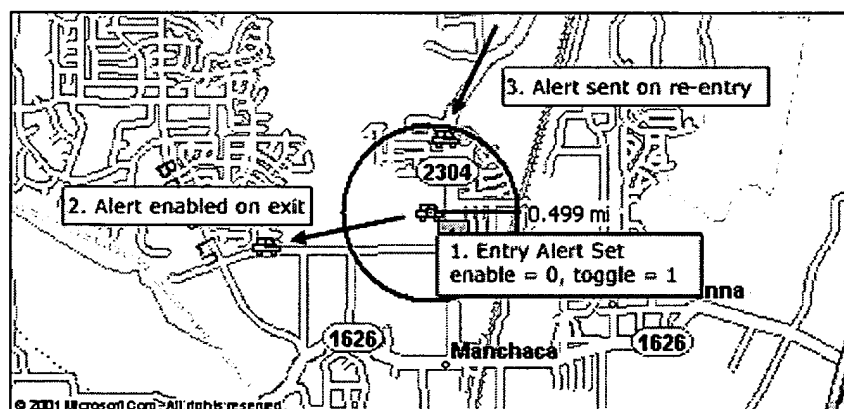 3. Alert sent on re-entry
2304
2. Alert enabled on exit
0.499 mi
1. Entry Alert Set
enable = 0, toggle = 1
nna
1626
Manchaca
1626
© 2001 Microsoft Corp - All rights reserved.